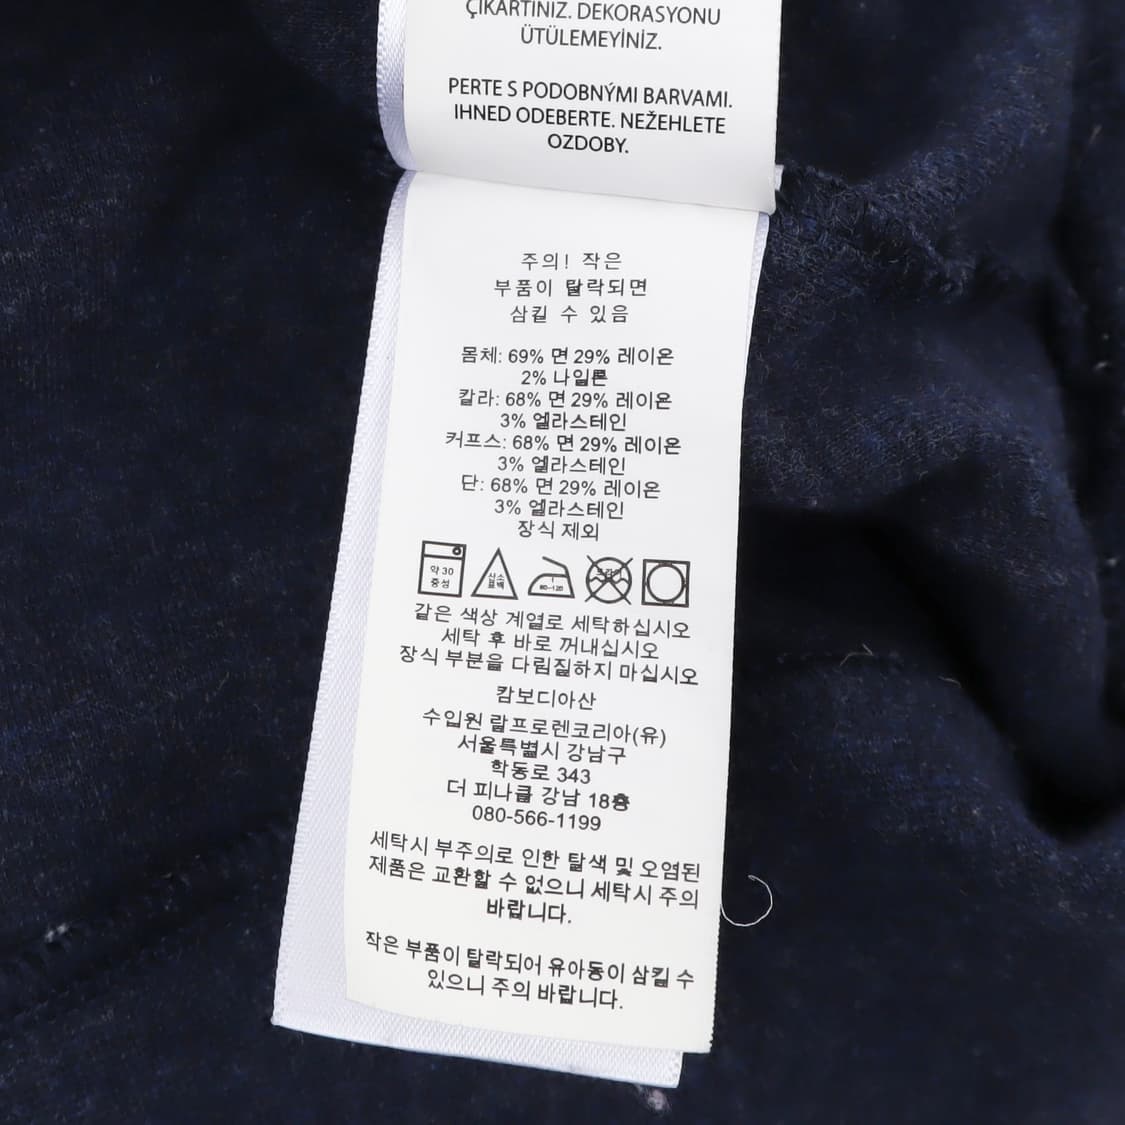 ÇIKARTINIZ. DEKORASYONU
ÜTÜLEMEYİNİZ.
PERTE S PODOBNÝMI BARVAMI.
IHNED ODEBERTE. NEŽEHLETE
OZDOBY.
주의! 작은
부품이 탈락되면
삼킬 수 있음
몸체: 69% 면 29% 레이온
2% 나일론
칼라: 68% 면 29% 레이온
3% 엘라스테인
커프스: 68% 면 29% 레이온
3% 엘라스테인
단: 68% 면 29% 레이온
3% 엘라스테인
장식 제외
약 30
중성
산소
표백
80-120
같은 색상 계열로 세탁하십시오
세탁 후 바로 꺼내십시오
장식 부분을 다림질하지 마십시오
캄보디아산
수입원 랄프로렌코리아(유)
서울특별시 강남구
학동로 343
더 피나클 강남 18층
080-566-1199
세탁시 부주의로 인한 탈색 및 오염된
제품은 교환할 수 없으니 세탁시 주의
바랍니다.
작은 부품이 탈락되어 유아동이 삼킬 수
있으니 주의 바랍니다.